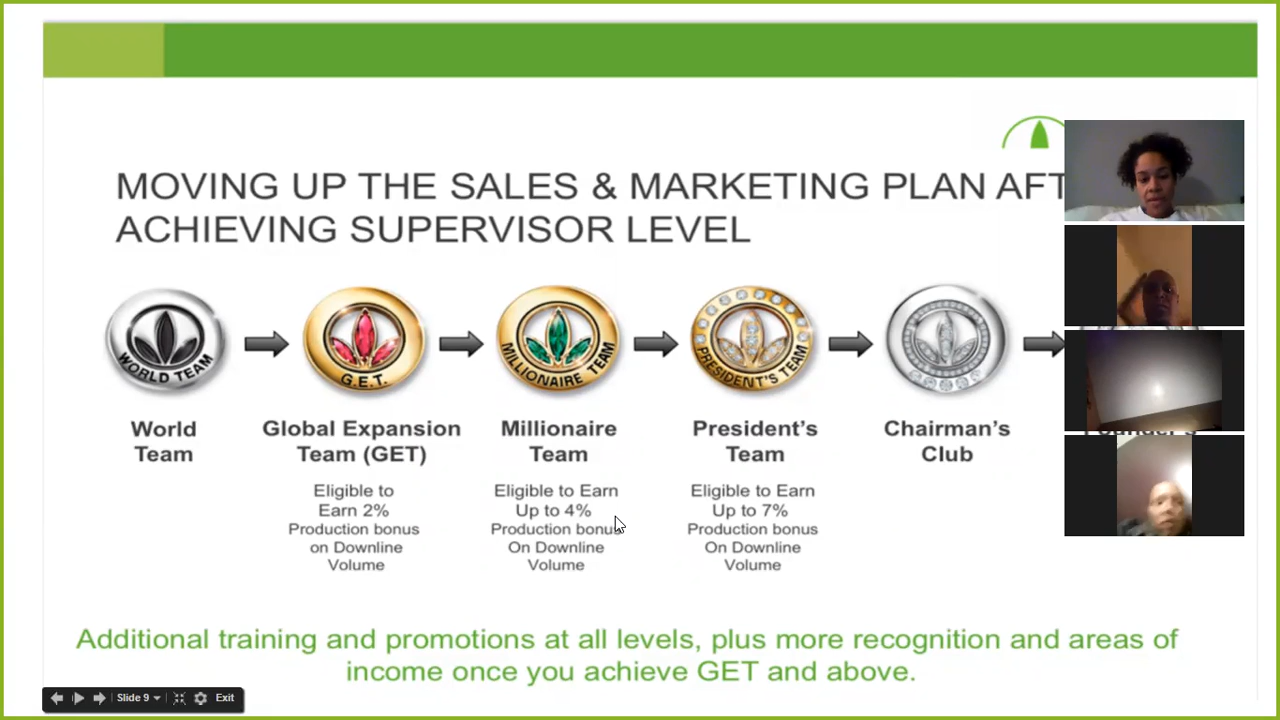 MOVING UP THE SALES & MARKETING PLAN AFT
ACHIEVING SUPERVISOR LEVEL
WORLD TEAM
G.E.T.
MILLIONAIRE TEAM
PRESIDENT'S TEAM
World
Team
Global Expansion
Team (GET)
Millionaire
Team
President's
Team
Chairman's
Club
Eligible to
Earn 2%
Production bonus
on Downline
Volume
Eligible to Earn
Up to 4%
Production bonus
On Downline
Volume
Eligible to Earn
Up to 7%
Production bonus
On Downline
Volume
Additional training and promotions at all levels, plus more recognition and areas of
income once you achieve GET and above.
Slide 9
Exit